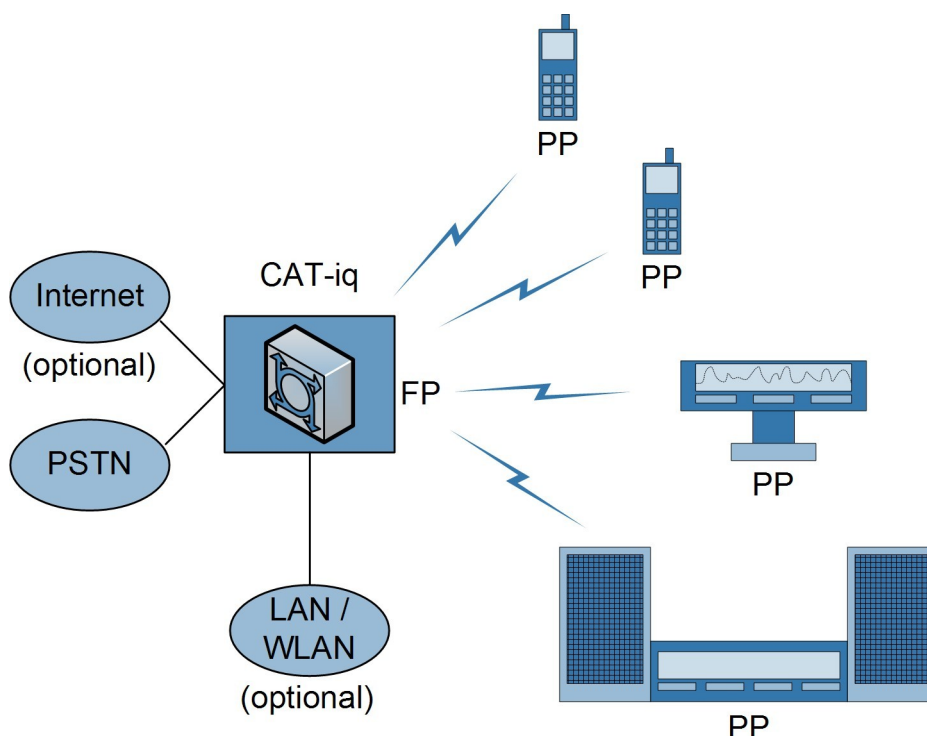 PP
PP
CAT-iq
Internet
(optional)
FP
PSTN
PP
LAN /
WLAN
(optional)
PP